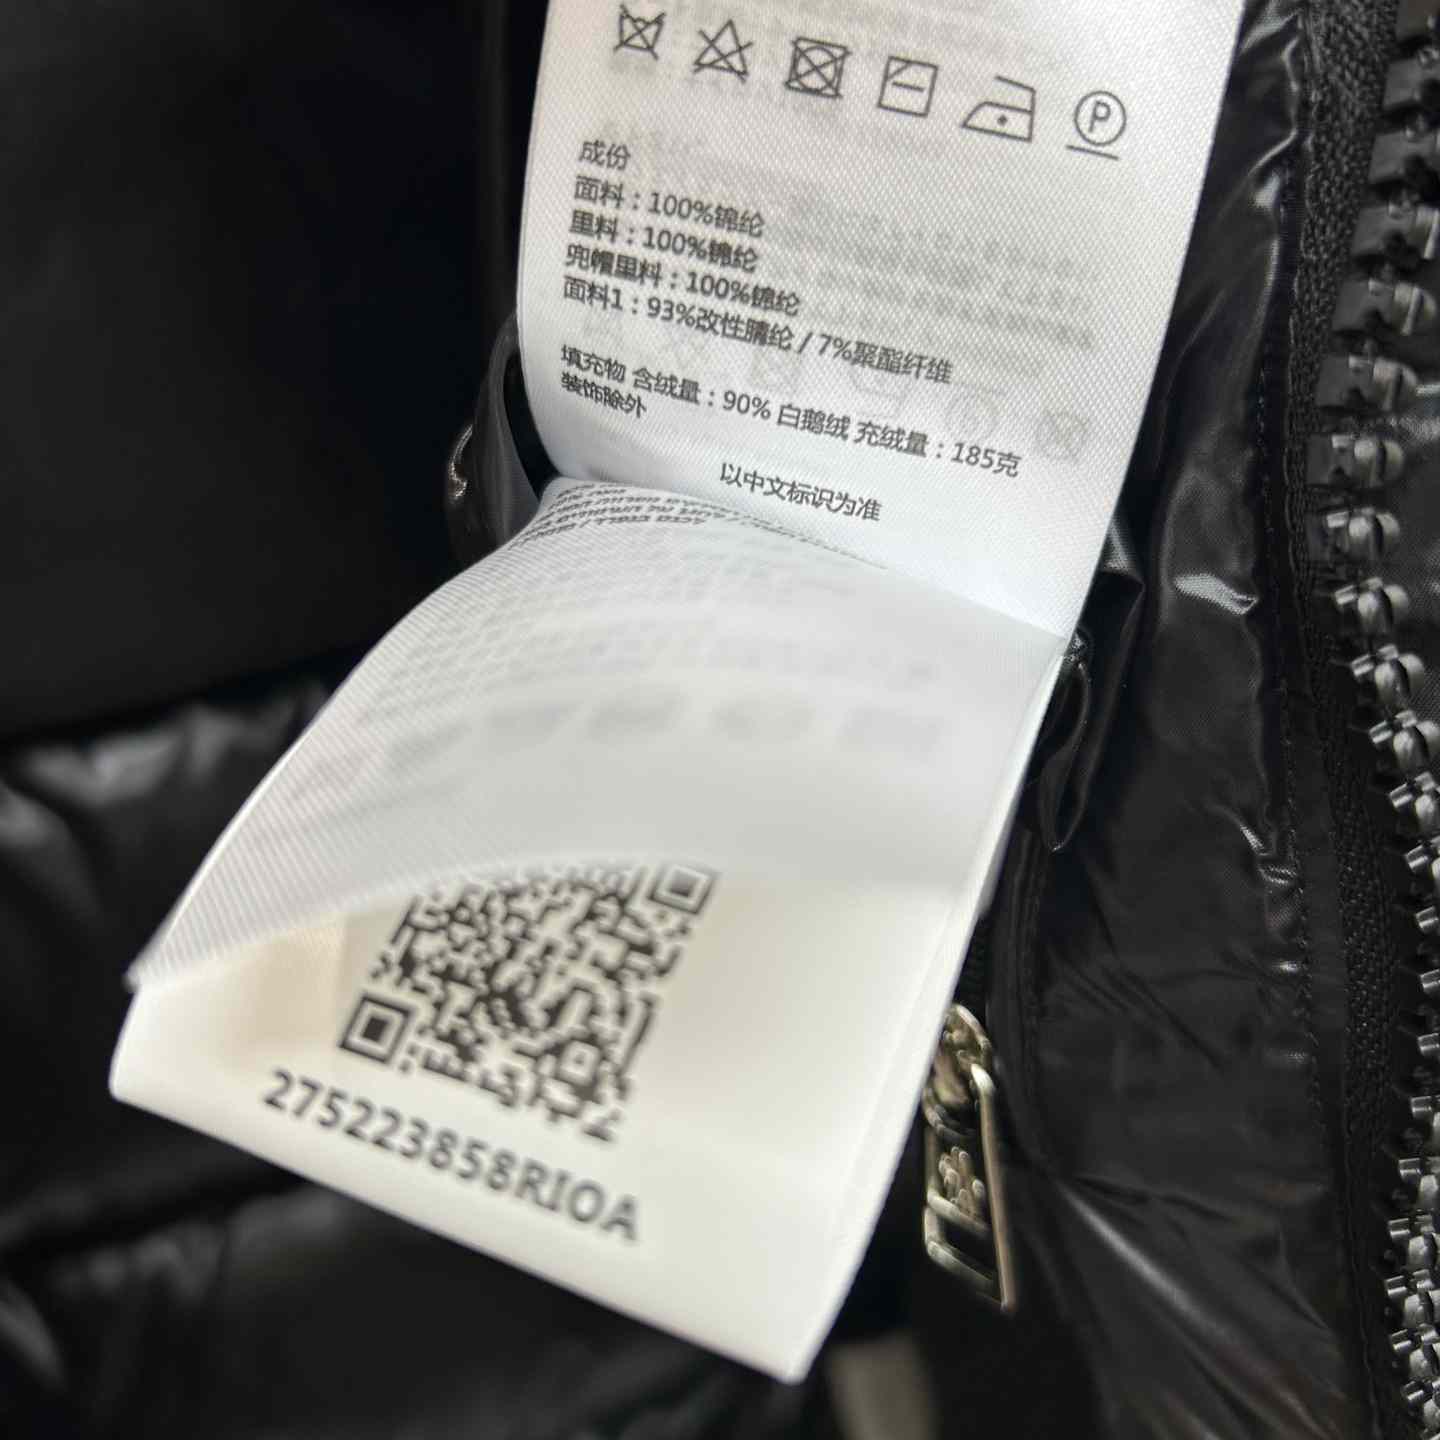 成份
面料：100%锦纶
里料：100%锦纶
兜帽里料：100%锦纶
面料1：93%改性腈纶 / 7%聚酯纤维
填充物 含绒量：90% 白鹅绒 充绒量：185克
装饰除外
以中文标识为准
275223858RIOA